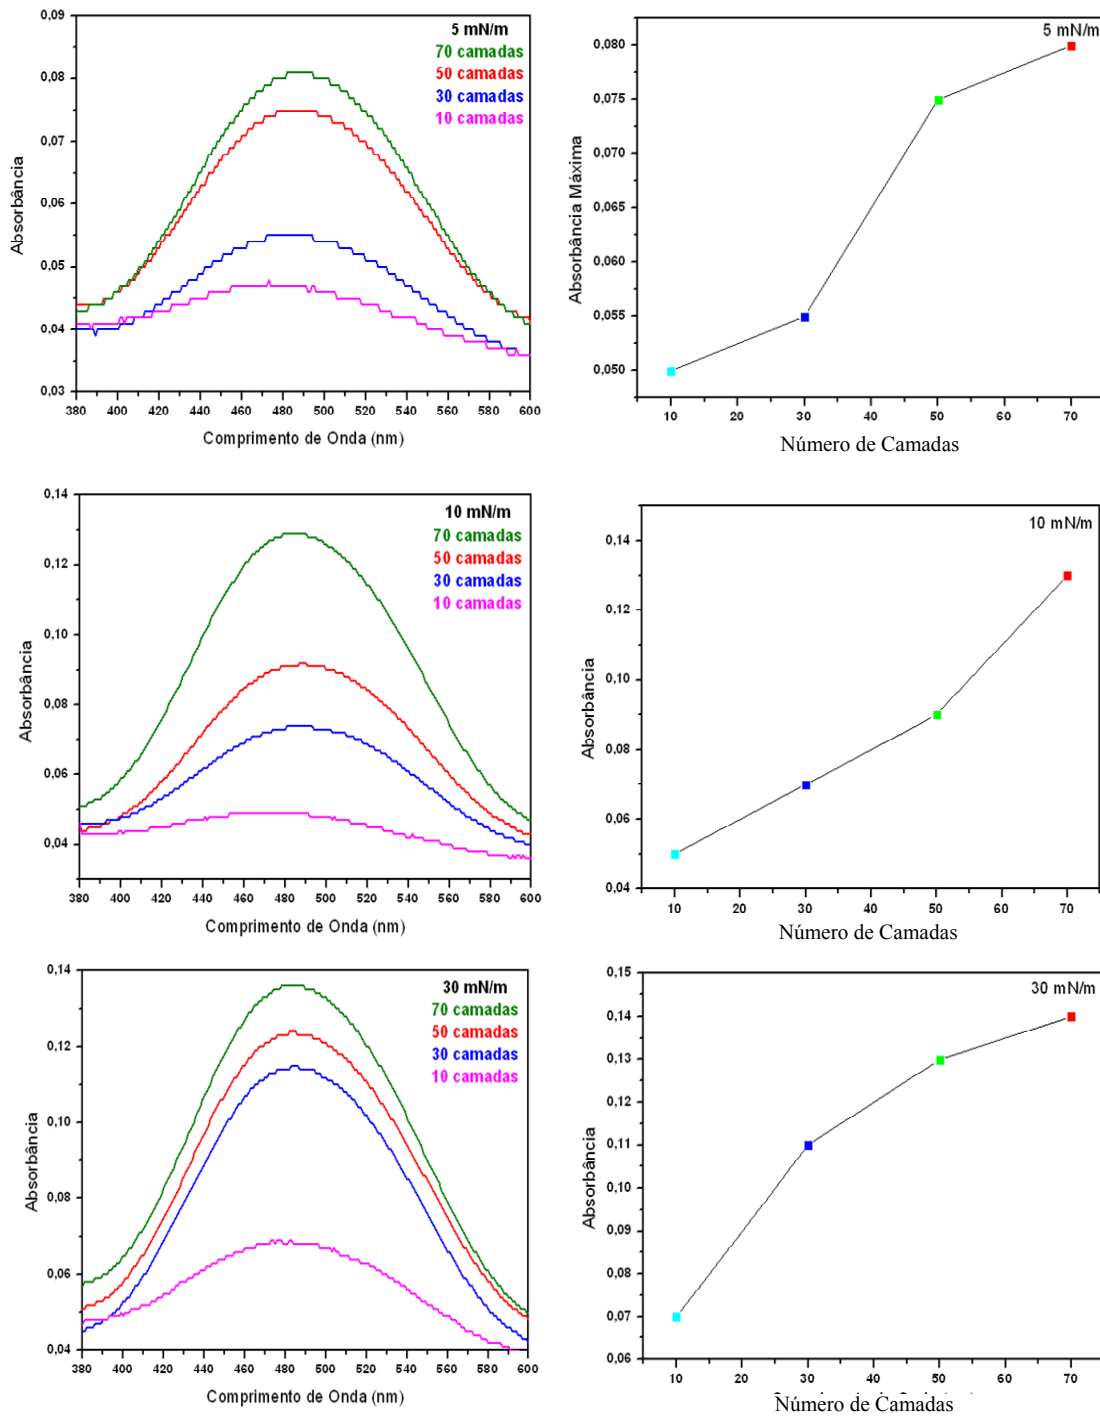 5 mN/m
70 camadas
50 camadas
30 camadas
10 camadas
Absorbância
0,09
0,08
0,07
0,06
0,05
0,04
0,03
380 400 420 440 460 480 500 520 540 560 580 600
Comprimento de Onda (nm)
5 mN/m
Absorbância Máxima
0,080
0,075
0,070
0,065
0,060
0,055
0,050
10 20 30 40 50 60 70
Número de Camadas
10 mN/m
70 camadas
50 camadas
30 camadas
10 camadas
Absorbância
0,14
0,12
0,10
0,08
0,06
0,04
380 400 420 440 460 480 500 520 540 560 580 600
Comprimento de Onda (nm)
10 mN/m
Absorbância
0,14
0,12
0,10
0,08
0,06
0,04
10 20 30 40 50 60 70
Número de Camadas
30 mN/m
70 camadas
50 camadas
30 camadas
10 camadas
Absorbância
0,14
0,12
0,10
0,08
0,06
0,04
380 400 420 440 460 480 500 520 540 560 580 600
Comprimento de Onda (nm)
30 mN/m
Absorbância
0,15
0,14
0,13
0,12
0,11
0,10
0,09
0,08
0,07
0,06
10 20 30 40 50 60 70
Número de Camadas